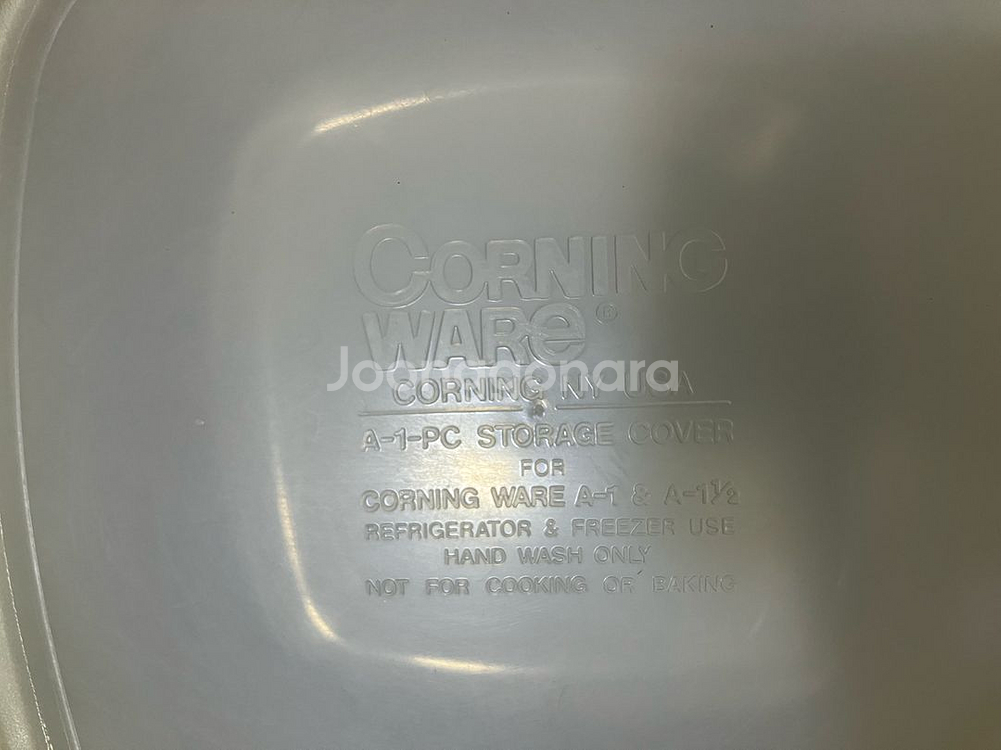 CORNING
WARE®
Joonggonara
CORNING NY USA
A-1-PC STORAGE COVER
FOR
CORNING WARE A-1 & A-1½
REFRIGERATOR & FREEZER USE
HAND WASH ONLY
NOT FOR COOKING OR BAKING